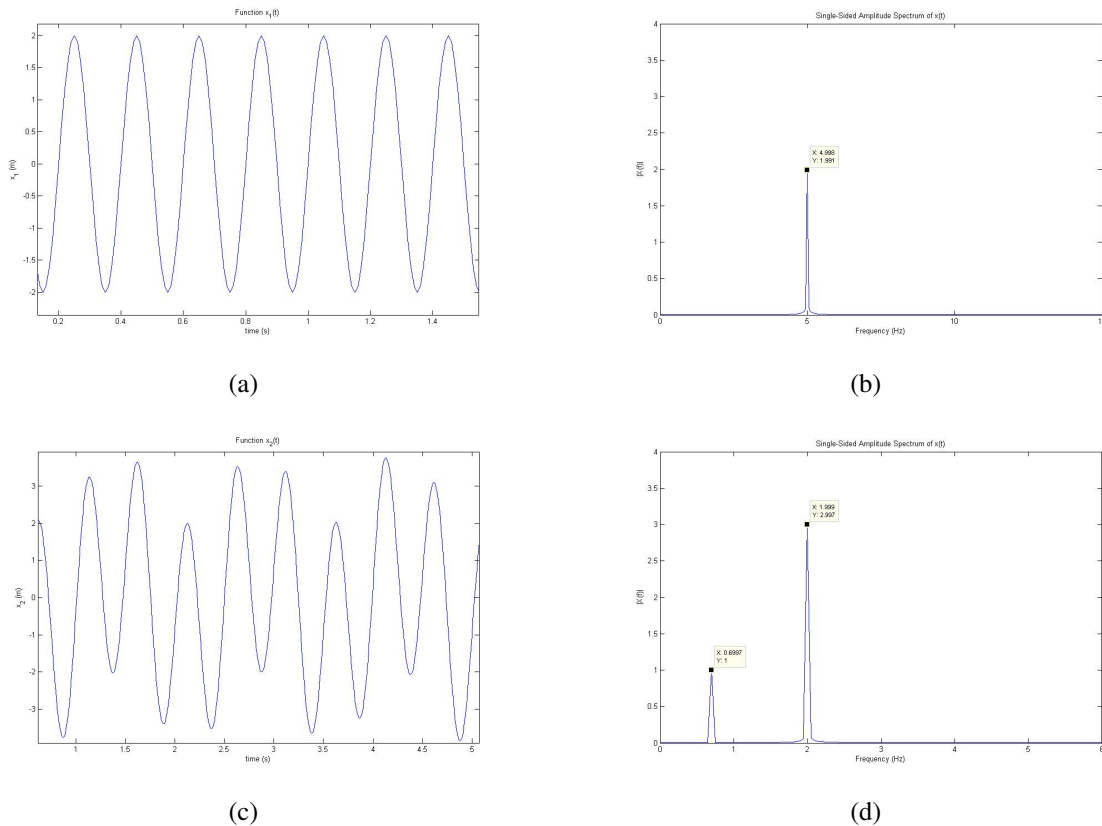 Function x1(t)
2
1.5
1
0.5
0
-0.5
-1
-1.5
-2
x1 (m)
0.2 0.4 0.6 0.8 1 1.2 1.4
time (s)
(a)
Single-Sided Amplitude Spectrum of x(t)
4
3.5
3
2.5
2
1.5
1
0.5
0
|X(f)|
X: 4.998
Y: 1.991
0 5 10 15
Frequency (Hz)
(b)
Function x2(t)
3
2
1
0
-1
-2
-3
x2 (m)
1 1.5 2 2.5 3 3.5 4 4.5 5
time (s)
(c)
Single-Sided Amplitude Spectrum of x(t)
4
3.5
3
2.5
2
1.5
1
0.5
0
|X(f)|
X: 1.999
Y: 2.997
X: 0.6997
Y: 1
0 1 2 3 4 5 6
Frequency (Hz)
(d)